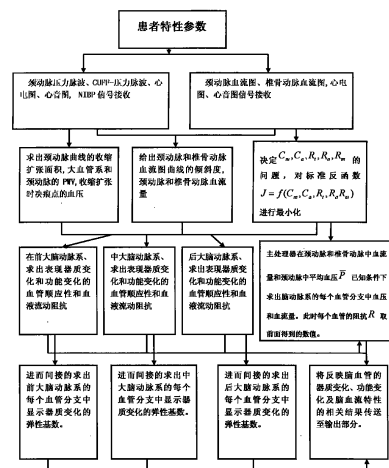 患者特性参数
颈动脉压力脉波、CUFF-压力脉波、心
电图、心音图, NIBP 信号接收
颈动脉血流图、椎骨动脉血流图, 心电
图、心音图信号接收
求出颈动脉曲线的收缩
扩张面积, 大血管系和
颈动脉的 PWV, 收缩扩张
时决痕点的血压
给出颈动脉和椎骨动脉
血流图曲线的倾斜度,
颈动脉和椎骨动脉血流
量
决定 Cm, Ca, Rt, Ra, Rm 的
问题, 对标准反函数
J = f(Cm, Ca, Rt, RaRm)
进行最小化
在前大脑动脉系、
求出表现器质变
化和功能变化的
血管顺应性和血
液流动阻抗
中大脑动脉系、
求出表现器质变
化和功能变化的
血管顺应性和血
液流动阻抗
后大脑动脉系、
求出表现器质变
化和功能变化的
血管顺应性和血
液流动阻抗
主处理器在颈动脉和椎骨动脉中血流
量和颈动脉中平均血压 P̅ 已知条件下
求出脑动脉系的每个血管分支中血压
和血流量。此时每个血管的阻抗 R 取
前面得到的数值。
进而间接的求出
前大脑动脉系的
每个血管分支中
显示器质变化的
弹性基数。
进而间接的求出中
大脑动脉系的每个
血管分支中显示器
质变化的弹性基
数。
进而间接的求出
后大脑动脉系的
每个血管分支中
显示器质变化的
弹性基数。
将反映脑血管的
器质变化、功能变
化及脑血流特性
的相关结果传送
至输出部分。